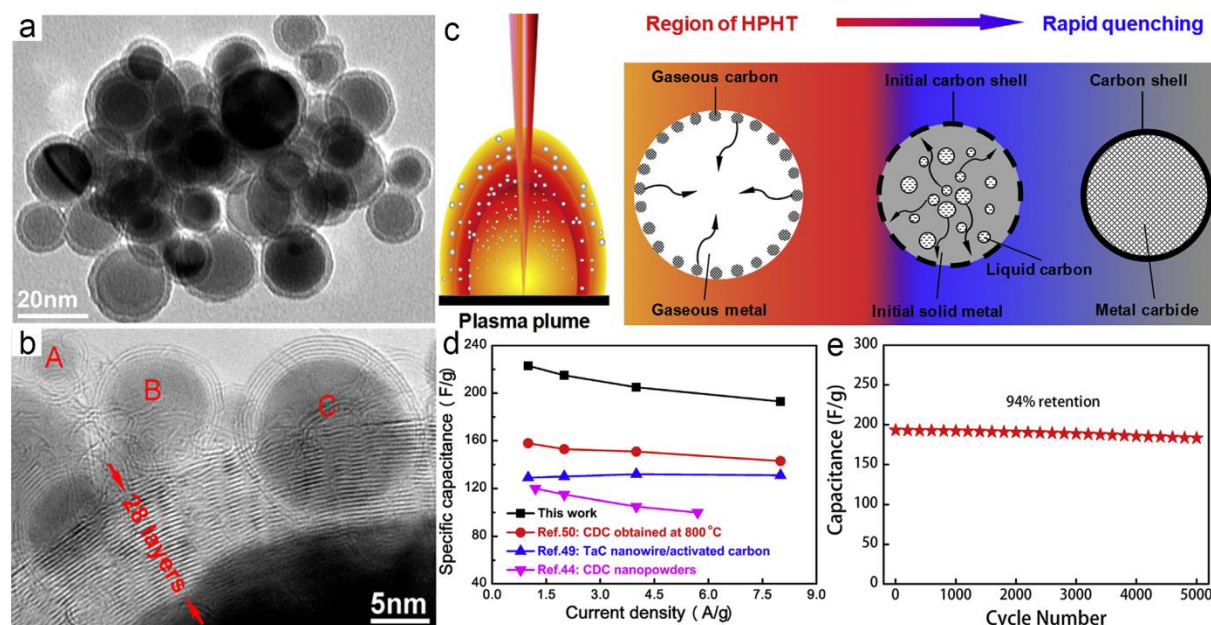 a
20nm
b
A
B
C
28 layers
5nm
c
Region of HPHT
Rapid quenching
Gaseous carbon
Initial carbon shell
Carbon shell
Liquid carbon
Plasma plume
Gaseous metal
Initial solid metal
Metal carbide
d
Specific capacitance ( F/g)
240
200
160
120
80
40
This work
Ref.50: CDC obtained at 800 °C
Ref.49: TaC nanowire/activated carbon
Ref.44: CDC nanopowders
0.0 1.5 3.0 4.5 6.0 7.5 9.0
Current density ( A/g)
e
Capacitance (F/g)
300
250
200
150
100
50
0
94% retention
0 1000 2000 3000 4000 5000
Cycle Number